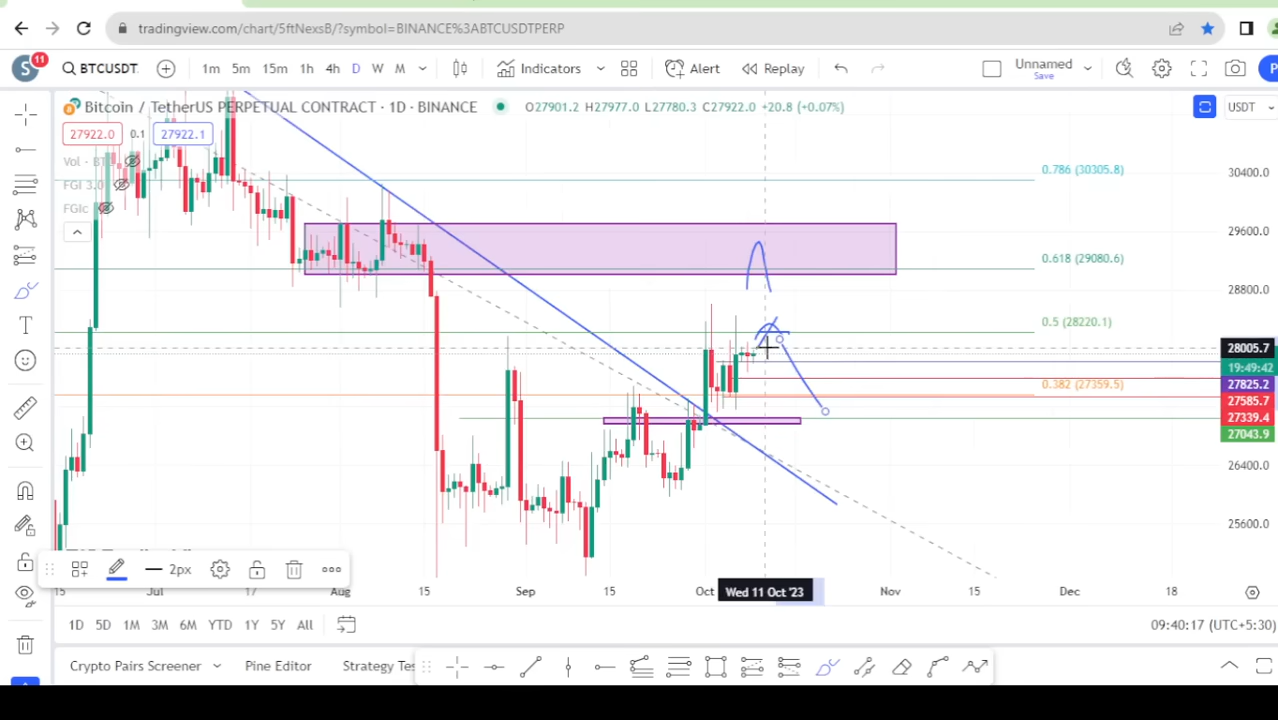 tradingview.com/chart/5ftNexsB/?symbol=BINANCE%3ABTCUSDTPERP
S 11 BTCUSDT. 1m 5m 15m 1h 4h D W M Indicators Alert Replay Unnamed Save P
Bitcoin / TetherUS PERPETUAL CONTRACT · 1D · BINANCE O27901.2 H27977.0 L27780.3 C27922.0 +20.8 (+0.07%) USDT
27922.0 0.1 27922.1
Vol · BT
FGI 3.0
FGIc
0.786 (30305.8) 30400.0
29600.0
0.618 (29080.6)
28800.0
0.5 (28220.1)
28005.7
19:49:42
0.382 (27359.5) 27825.2
27585.7
27339.4
27043.9
26400.0
25600.0
2px
15 Jul 17 Aug 15 Sep 15 Oct Wed 11 Oct '23 Nov 15 Dec 18
1D 5D 1M 3M 6M YTD 1Y 5Y All 09:40:17 (UTC+5:30)
Crypto Pairs Screener Pine Editor Strategy Tes